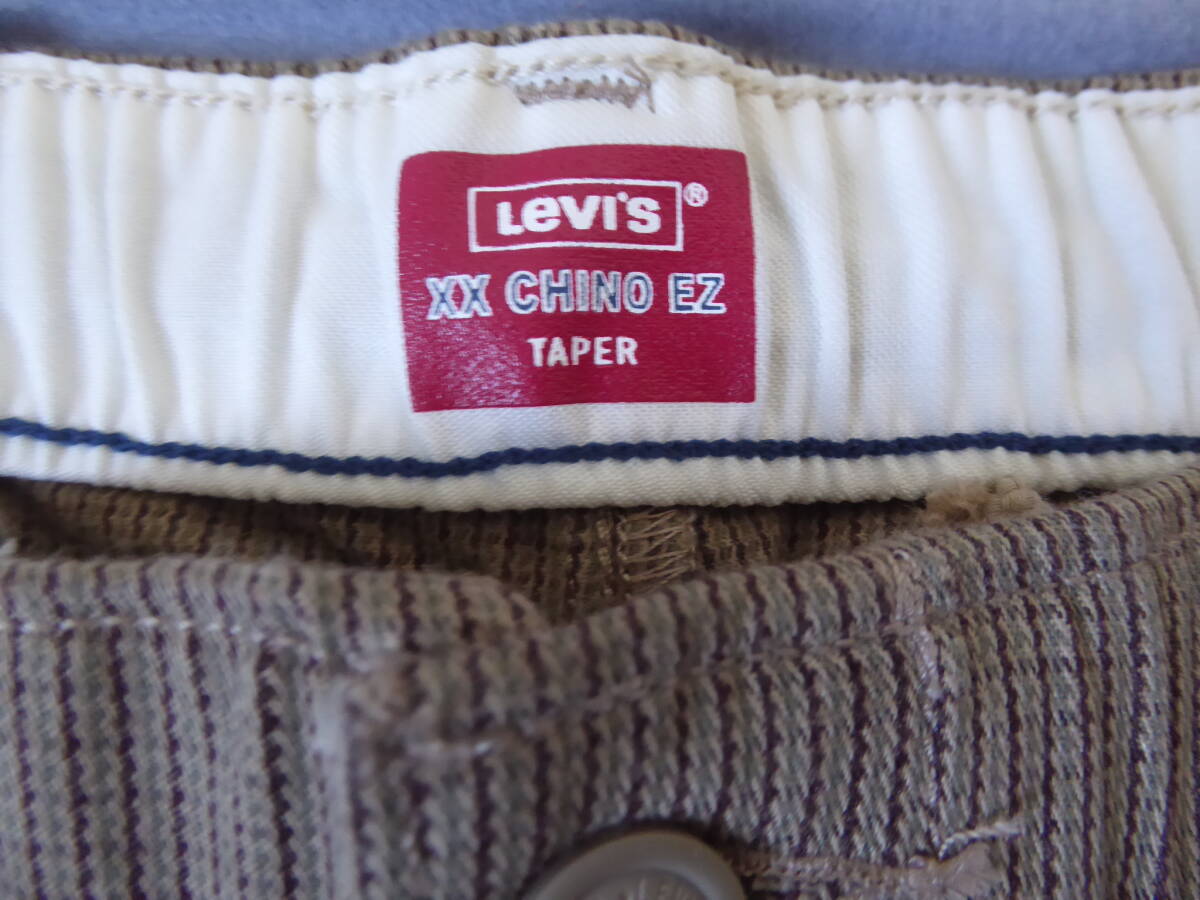 Levi's®
XX CHINO EZ
TAPER